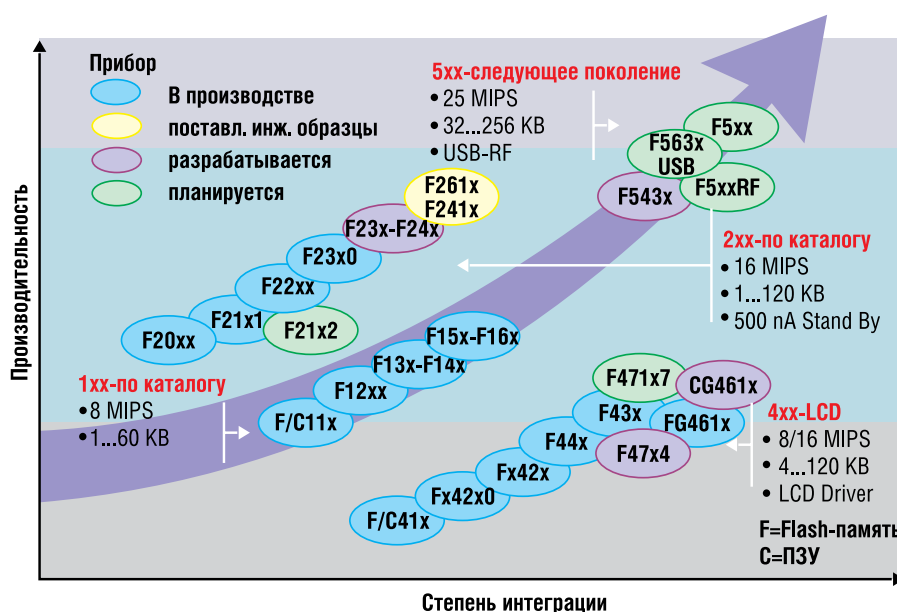 Производительность
Прибор
В производстве
поставл. инж. образцы
разрабатывается
планируется
5xx-следующее поколение
• 25 MIPS
• 32...256 KB
• USB-RF
F5xx
F563x
USB
F5xxRF
F543x
F261x
F241x
F23x-F24x
F23x0
F22xx
F21x1
F20xx
F21x2
2xx-по каталогу
• 16 MIPS
• 1...120 KB
• 500 nA Stand By
1xx-по каталогу
• 8 MIPS
• 1...60 KB
F15x-F16x
F13x-F14x
F12xx
F/C11x
F471x7
CG461x
F43x
FG461x
F44x
F47x4
Fx42x
Fx42x0
F/C41x
4xx-LCD
• 8/16 MIPS
• 4...120 KB
• LCD Driver
F=Flash-память
C=ПЗУ
Степень интеграции